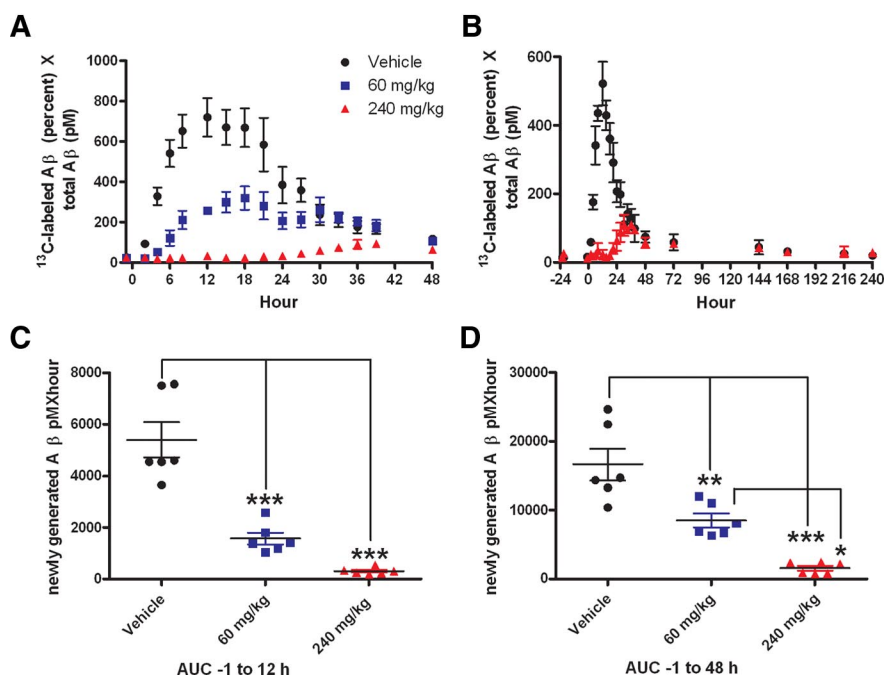 A
¹³C-labeled Aβ (percent) X
total Aβ (pM)
1000
800
600
400
200
0
Vehicle
60 mg/kg
240 mg/kg
0 6 12 18 24 30 36 42 48
Hour
B
¹³C-labeled Aβ (percent) X
total Aβ (pM)
600
400
200
0
-24 0 24 48 72 96 120 144 168 192 216 240
Hour
C
newly generated A β pMXhour
8000
6000
4000
2000
0
***
***
Vehicle
60 mg/kg
240 mg/kg
AUC -1 to 12 h
D
newly generated A β pMXhour
30000
20000
10000
0
**
***
*
Vehicle
60 mg/kg
240 mg/kg
AUC -1 to 48 h